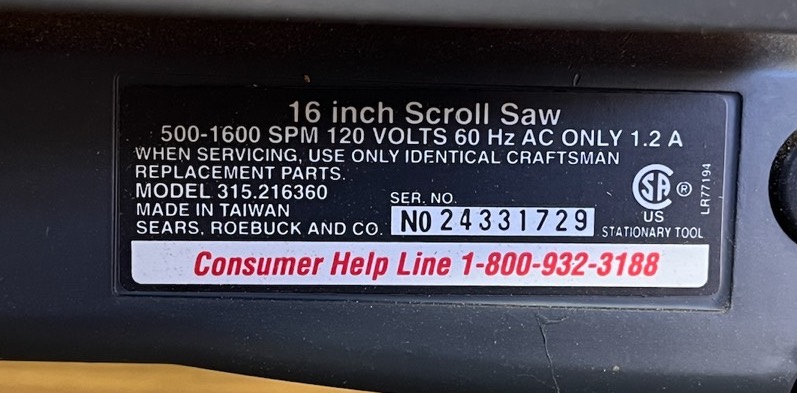 16 inch Scroll Saw
500-1600 SPM 120 VOLTS 60 Hz AC ONLY 1.2 A
WHEN SERVICING, USE ONLY IDENTICAL CRAFTSMAN
REPLACEMENT PARTS.
MODEL 315.216360
MADE IN TAIWAN
SEARS, ROEBUCK AND CO.
SER. NO.
NO 24331729
SA ®
US
STATIONARY TOOL
LR77194
Consumer Help Line 1-800-932-3188